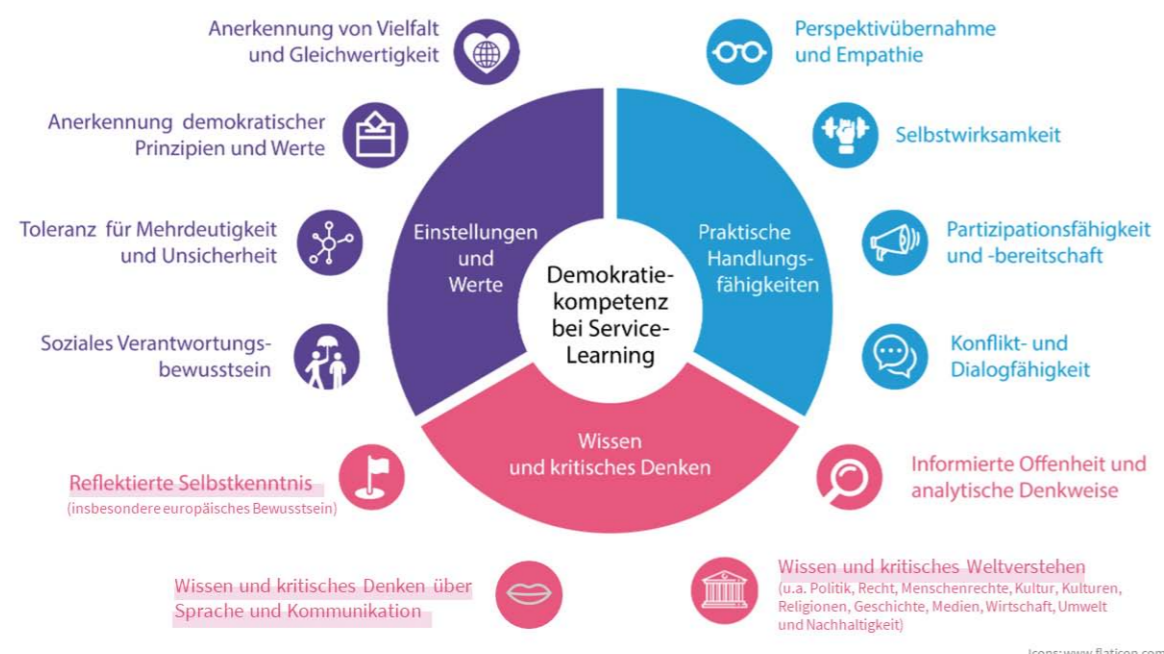 Anerkennung von Vielfalt
und Gleichwertigkeit
Anerkennung demokratischer
Prinzipien und Werte
Toleranz für Mehrdeutigkeit
und Unsicherheit
Soziales Verantwortungs-
bewusstsein
Reflektierte Selbstkenntnis
(insbesondere europäisches Bewusstsein)
Wissen und kritisches Denken über
Sprache und Kommunikation
Einstellungen
und
Werte
Demokratie-
kompetenz
bei Service-
Learning
Praktische
Handlungs-
fähigkeiten
Wissen
und kritisches Denken
Perspektivübernahme
und Empathie
Selbstwirksamkeit
Partizipationsfähigkeit
und -bereitschaft
Konflikt- und
Dialogfähigkeit
Informierte Offenheit und
analytische Denkweise
Wissen und kritisches Weltverstehen
(u.a. Politik, Recht, Menschenrechte, Kultur, Kulturen,
Religionen, Geschichte, Medien, Wirtschaft, Umwelt
und Nachhaltigkeit)
Icons: www.flaticon.com